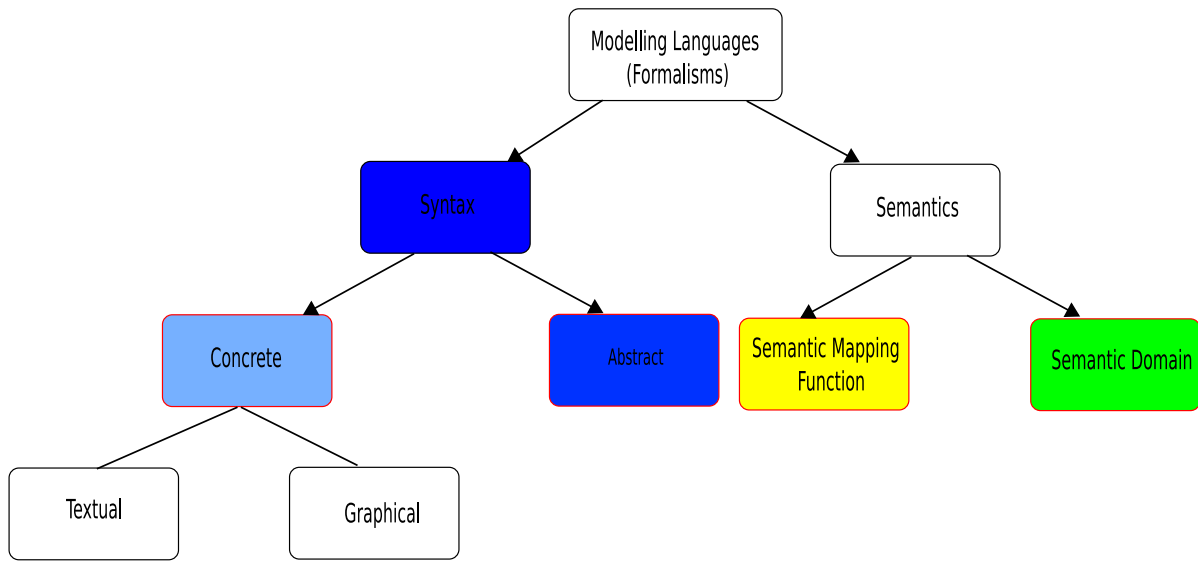 Modelling Languages
(Formalisms)
Syntax
Semantics
Concrete
Abstract
Semantic Mapping
Function
Semantic Domain
Textual
Graphical